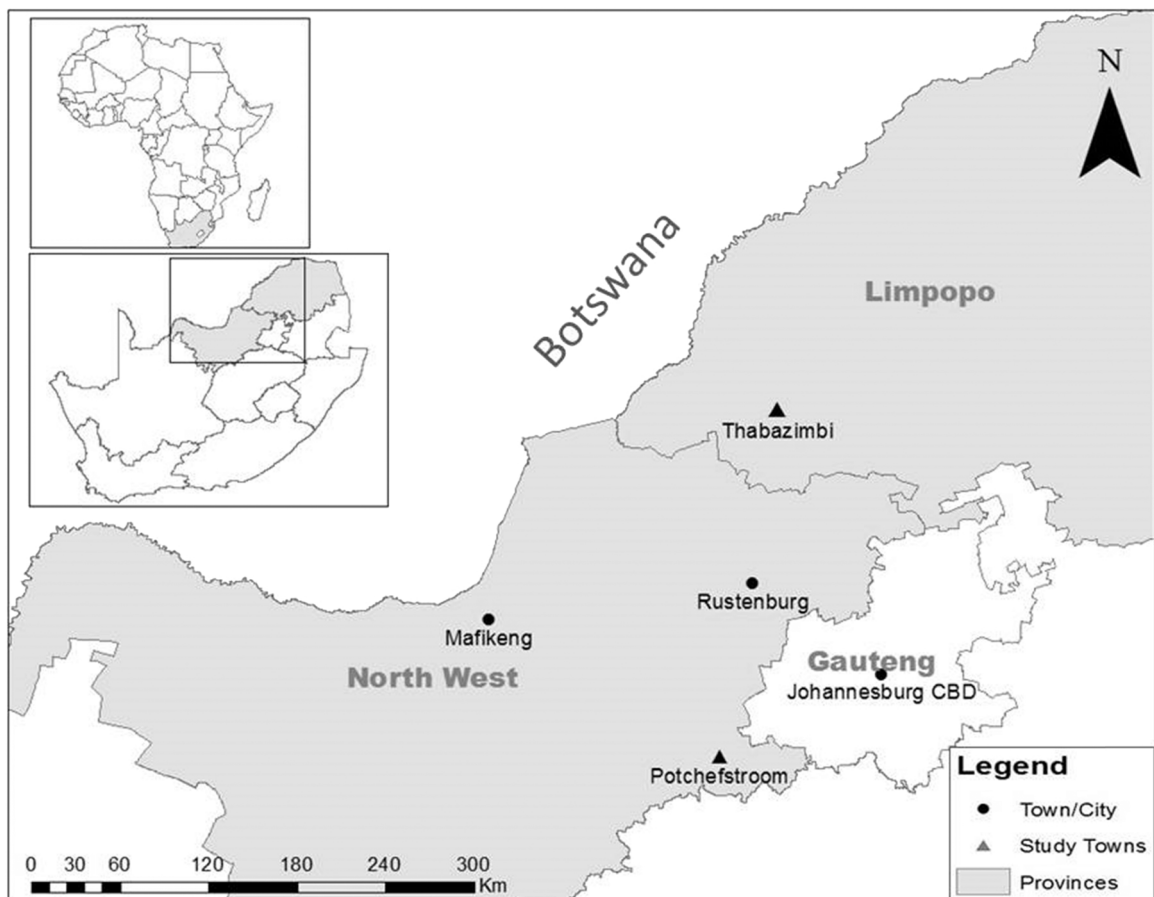 N
Botswana
Limpopo
Thabazimbi
Rustenburg
Mafikeng
Gauteng
North West
Johannesburg CBD
Potchefstroom
Legend
Town/City
Study Towns
Provinces
0 30 60 120 180 240 300
Km